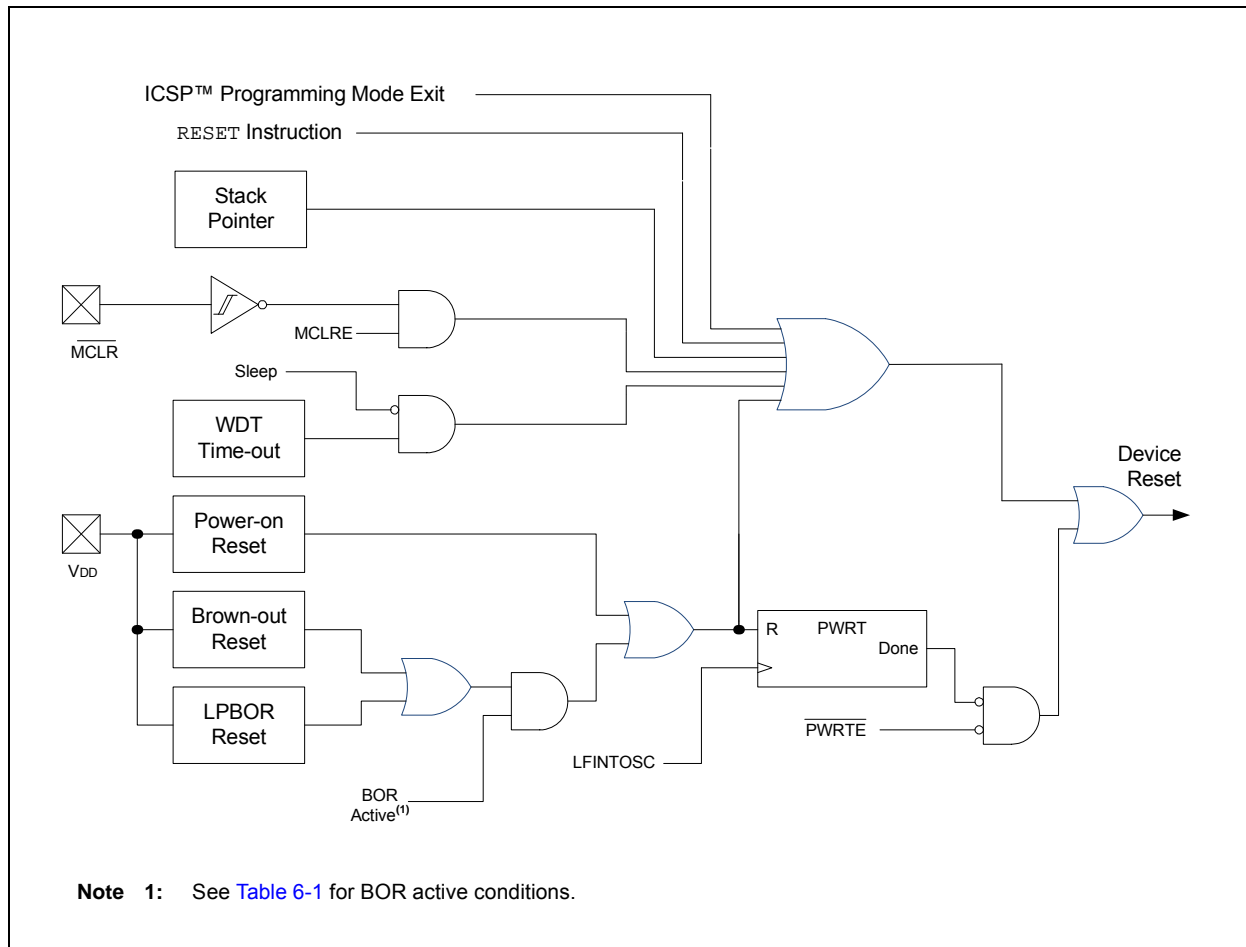 ICSP™ Programming Mode Exit
RESET Instruction
Stack
Pointer
MCLR
MCLRE
Sleep
WDT
Time-out
Device
Reset
Power-on
Reset
VDD
Brown-out
Reset
R
PWRT
Done
LPBOR
Reset
PWRTE
LFINTOSC
BOR
Active(1)
Note 1: See Table 6-1 for BOR active conditions.